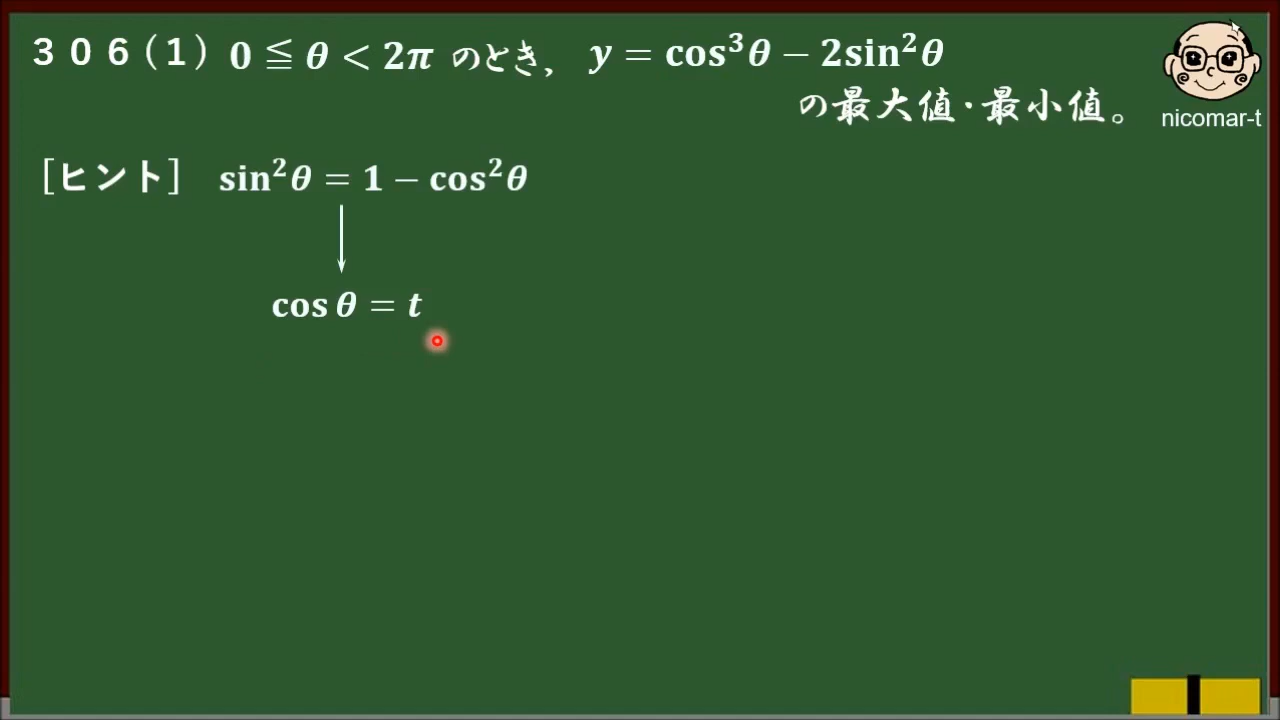 306(1) 0 ≦ θ < 2π のとき, y = cos³θ − 2sin²θ
の最大値・最小値。
nicomar-t
[ヒント] sin²θ = 1 − cos²θ
cos θ = t